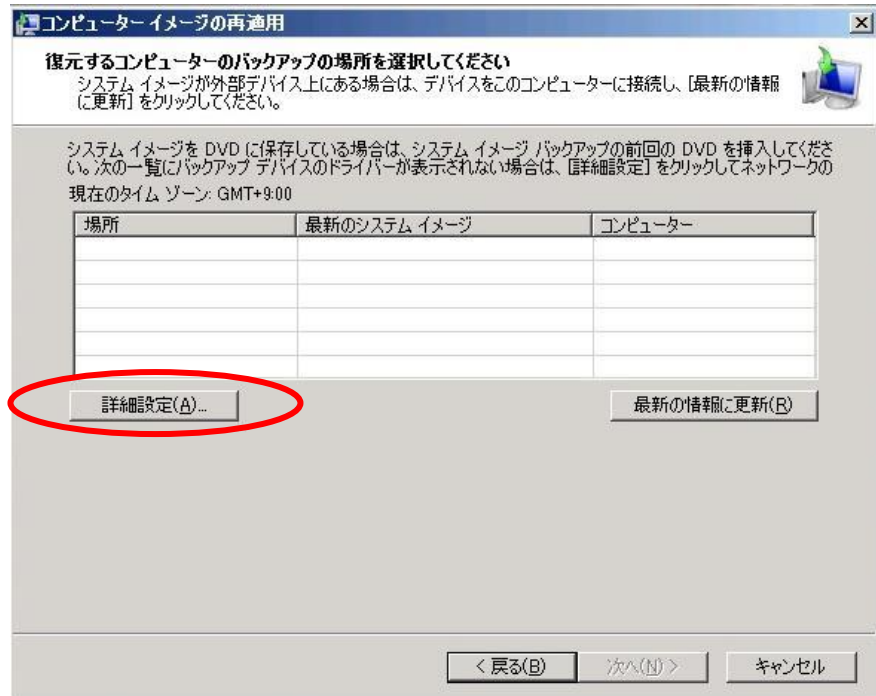 コンピューター イメージの再適用
復元するコンピューターのバックアップの場所を選択してください
システム イメージが外部デバイス上にある場合は、デバイスをこのコンピューターに接続し、[最新の情報
に更新] をクリックしてください。
システム イメージを DVD に保存している場合は、システム イメージ バックアップの前回の DVD を挿入してくださ
い。次の一覧にバックアップ デバイスのドライバーが表示されない場合は、[詳細設定] をクリックしてネットワークの
現在のタイム ゾーン: GMT+9:00
場所 最新のシステム イメージ コンピューター
詳細設定(A)... 最新の情報に更新(R)
< 戻る(B) 次へ(N) > キャンセル